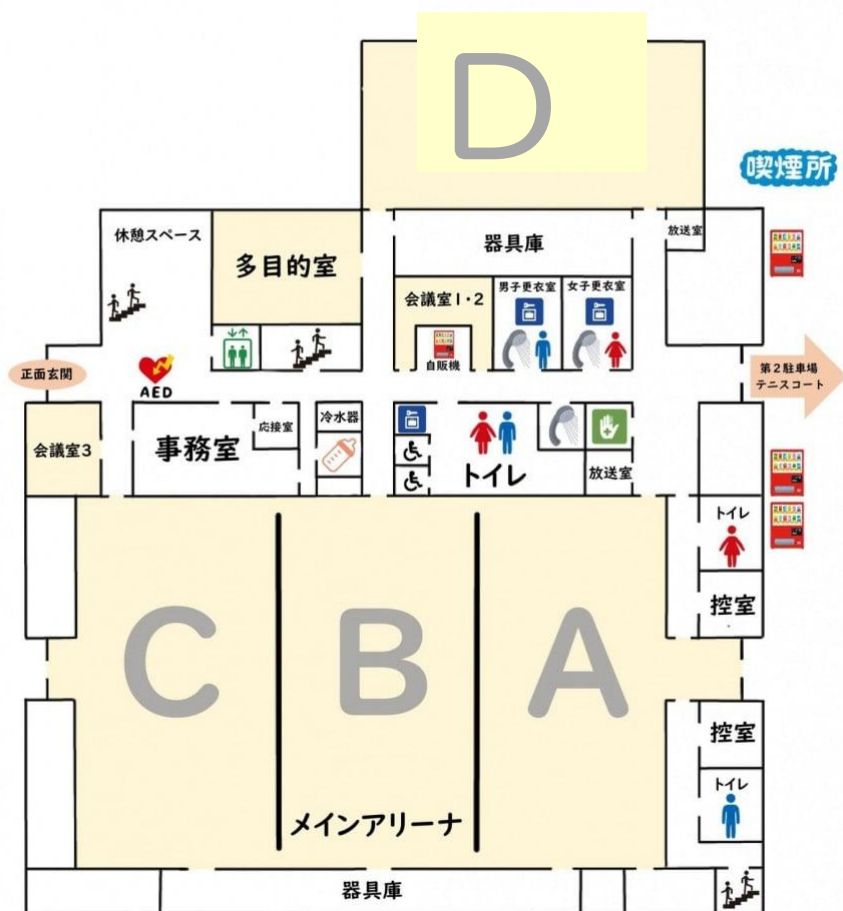 D
喫煙所
休憩スペース
多目的室
器具庫
放送室
会議室1・2
男子更衣室
女子更衣室
自販機
正面玄関
AED
第2駐車場
テニスコート
会議室3
事務室
応接室
冷水器
トイレ
放送室
トイレ
控室
C
B
A
控室
トイレ
メインアリーナ
器具庫